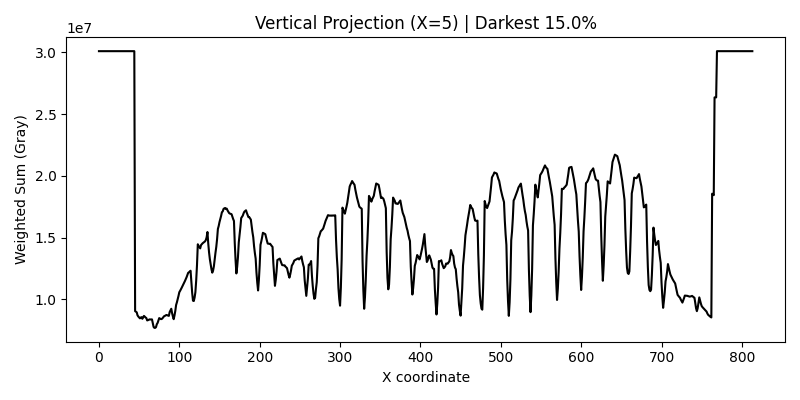 Vertical Projection (X=5) | Darkest 15.0%
1e7
3.0
2.5
2.0
1.5
1.0
Weighted Sum (Gray)
0 100 200 300 400 500 600 700 800
X coordinate